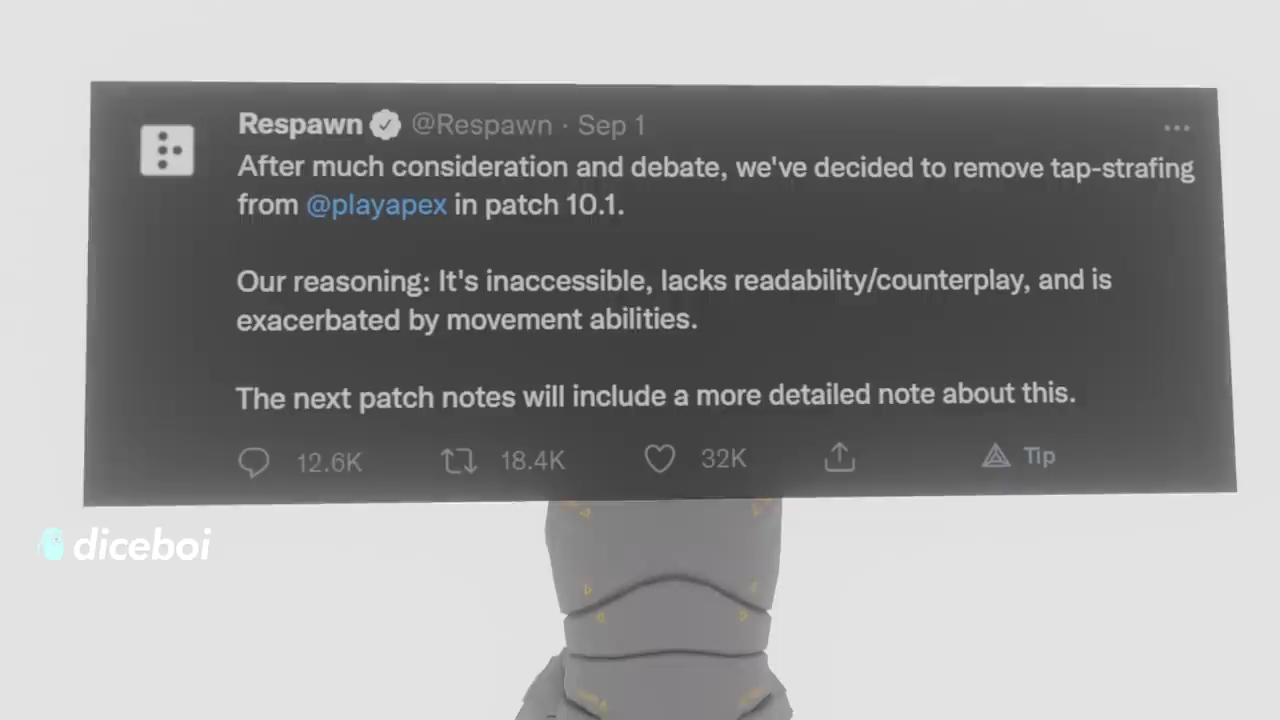 Respawn @Respawn · Sep 1
After much consideration and debate, we've decided to remove tap-strafing
from @playapex in patch 10.1.
Our reasoning: It's inaccessible, lacks readability/counterplay, and is
exacerbated by movement abilities.
The next patch notes will include a more detailed note about this.
12.6K 18.4K 32K Tip
diceboi